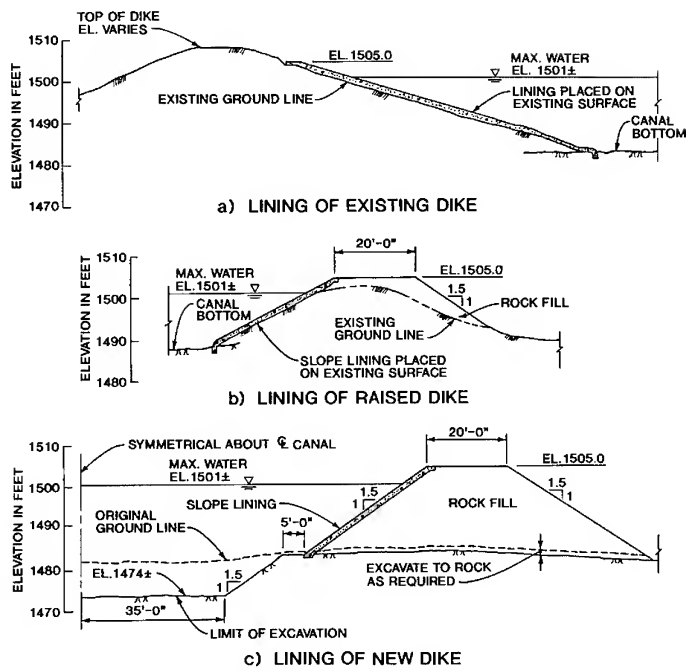 TOP OF DIKE
EL. VARIES
1510
1500
1490
1480
1470
ELEVATION IN FEET
EL. 1505.0
MAX. WATER
EL. 1501±
EXISTING GROUND LINE
LINING PLACED ON
EXISTING SURFACE
CANAL
BOTTOM
a) LINING OF EXISTING DIKE
20'-0"
1510
1500
1490
1480
ELEVATION IN FEET
MAX. WATER
EL.1501±
EL.1505.0
1.5
1
CANAL
BOTTOM
ROCK FILL
EXISTING
GROUND LINE
SLOPE LINING PLACED
ON EXISTING SURFACE
b) LINING OF RAISED DIKE
1510
1500
1490
1480
1470
ELEVATION IN FEET
SYMMETRICAL ABOUT ℄ CANAL
20'-0"
MAX. WATER
EL.1501±
EL.1505.0
SLOPE LINING
1.5
1
ROCK FILL
1.5
1
ORIGINAL
GROUND LINE
5'-0"
EL.1474±
1.5
1
EXCAVATE TO ROCK
AS REQUIRED
35'-0"
LIMIT OF EXCAVATION
c) LINING OF NEW DIKE